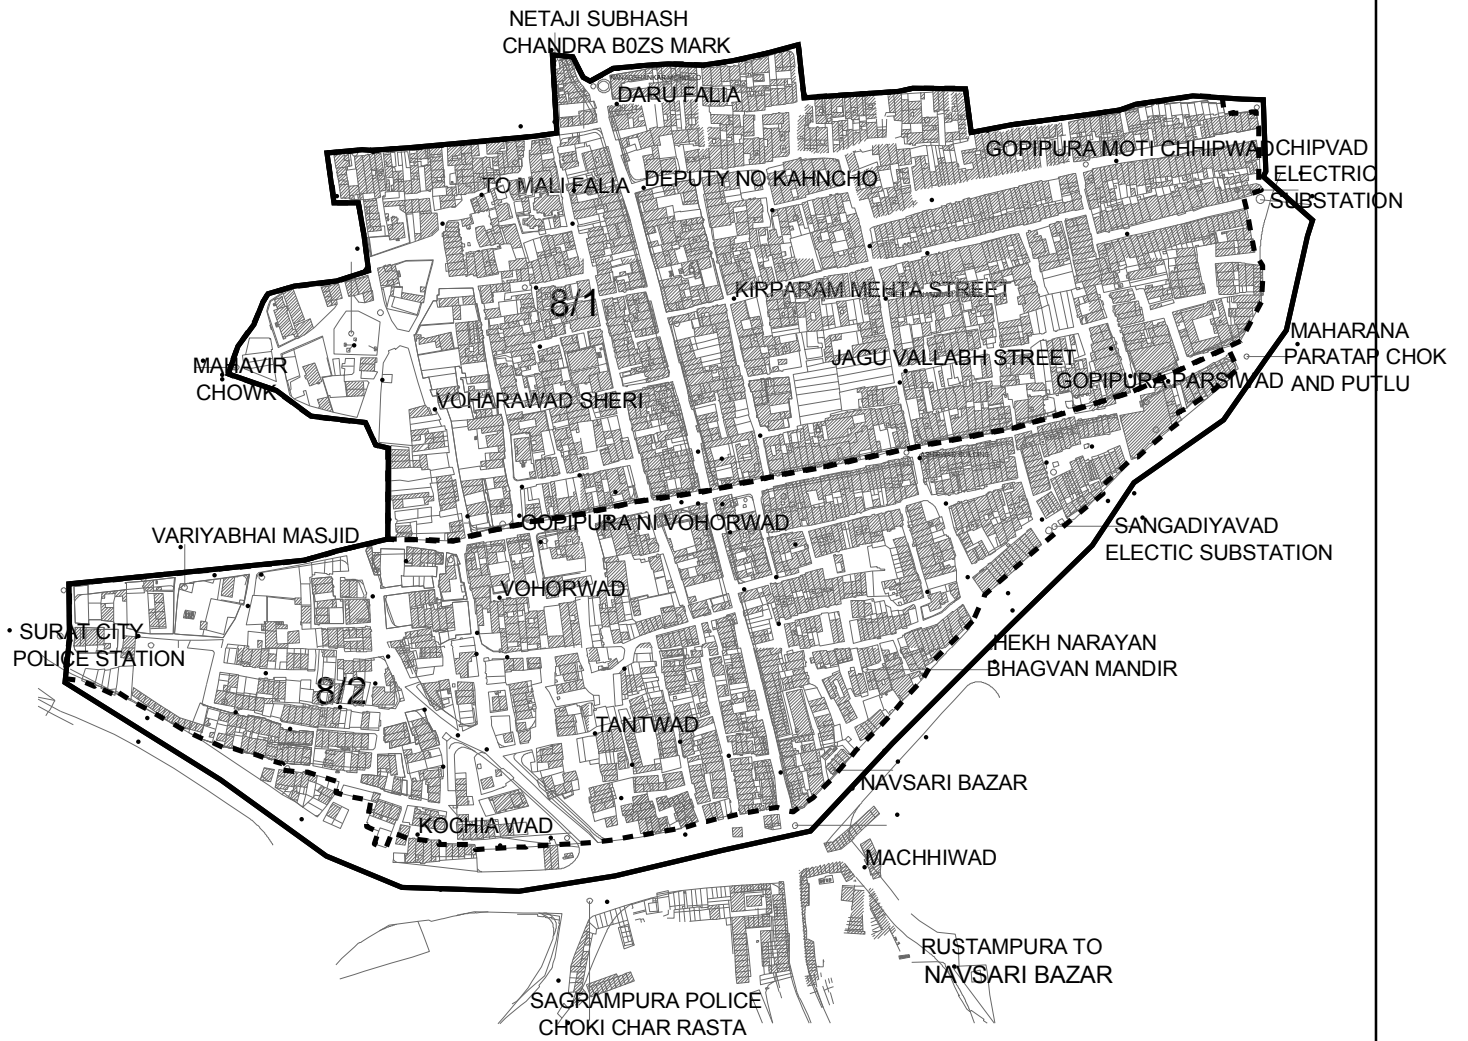 NETAJI SUBHASH
CHANDRA B0ZS MARK
DARU FALIA
GOPIPURA MOTI CHHIPWAD
CHIPVAD
ELECTRIC
SUBSTATION
TO MALI FALIA
DEPUTY NO KAHNCHO
8/1
KIRPARAM MEHTA STREET
MAHARANA
PARATAP CHOK
AND PUTLU
MAHAVIR
CHOWK
JAGU VALLABH STREET
GOPIPURA PARSIWAD
VOHARAWAD SHERI
VARIYABHAI MASJID
GOPIPURA NI VOHORWAD
SANGADIYAVAD
ELECTIC SUBSTATION
VOHORWAD
SURAT CITY
POLICE STATION
HEKH NARAYAN
BHAGVAN MANDIR
8/2
TANTWAD
NAVSARI BAZAR
KOCHIA WAD
MACHHIWAD
RUSTAMPURA TO
NAVSARI BAZAR
SAGRAMPURA POLICE
CHOKI CHAR RASTA